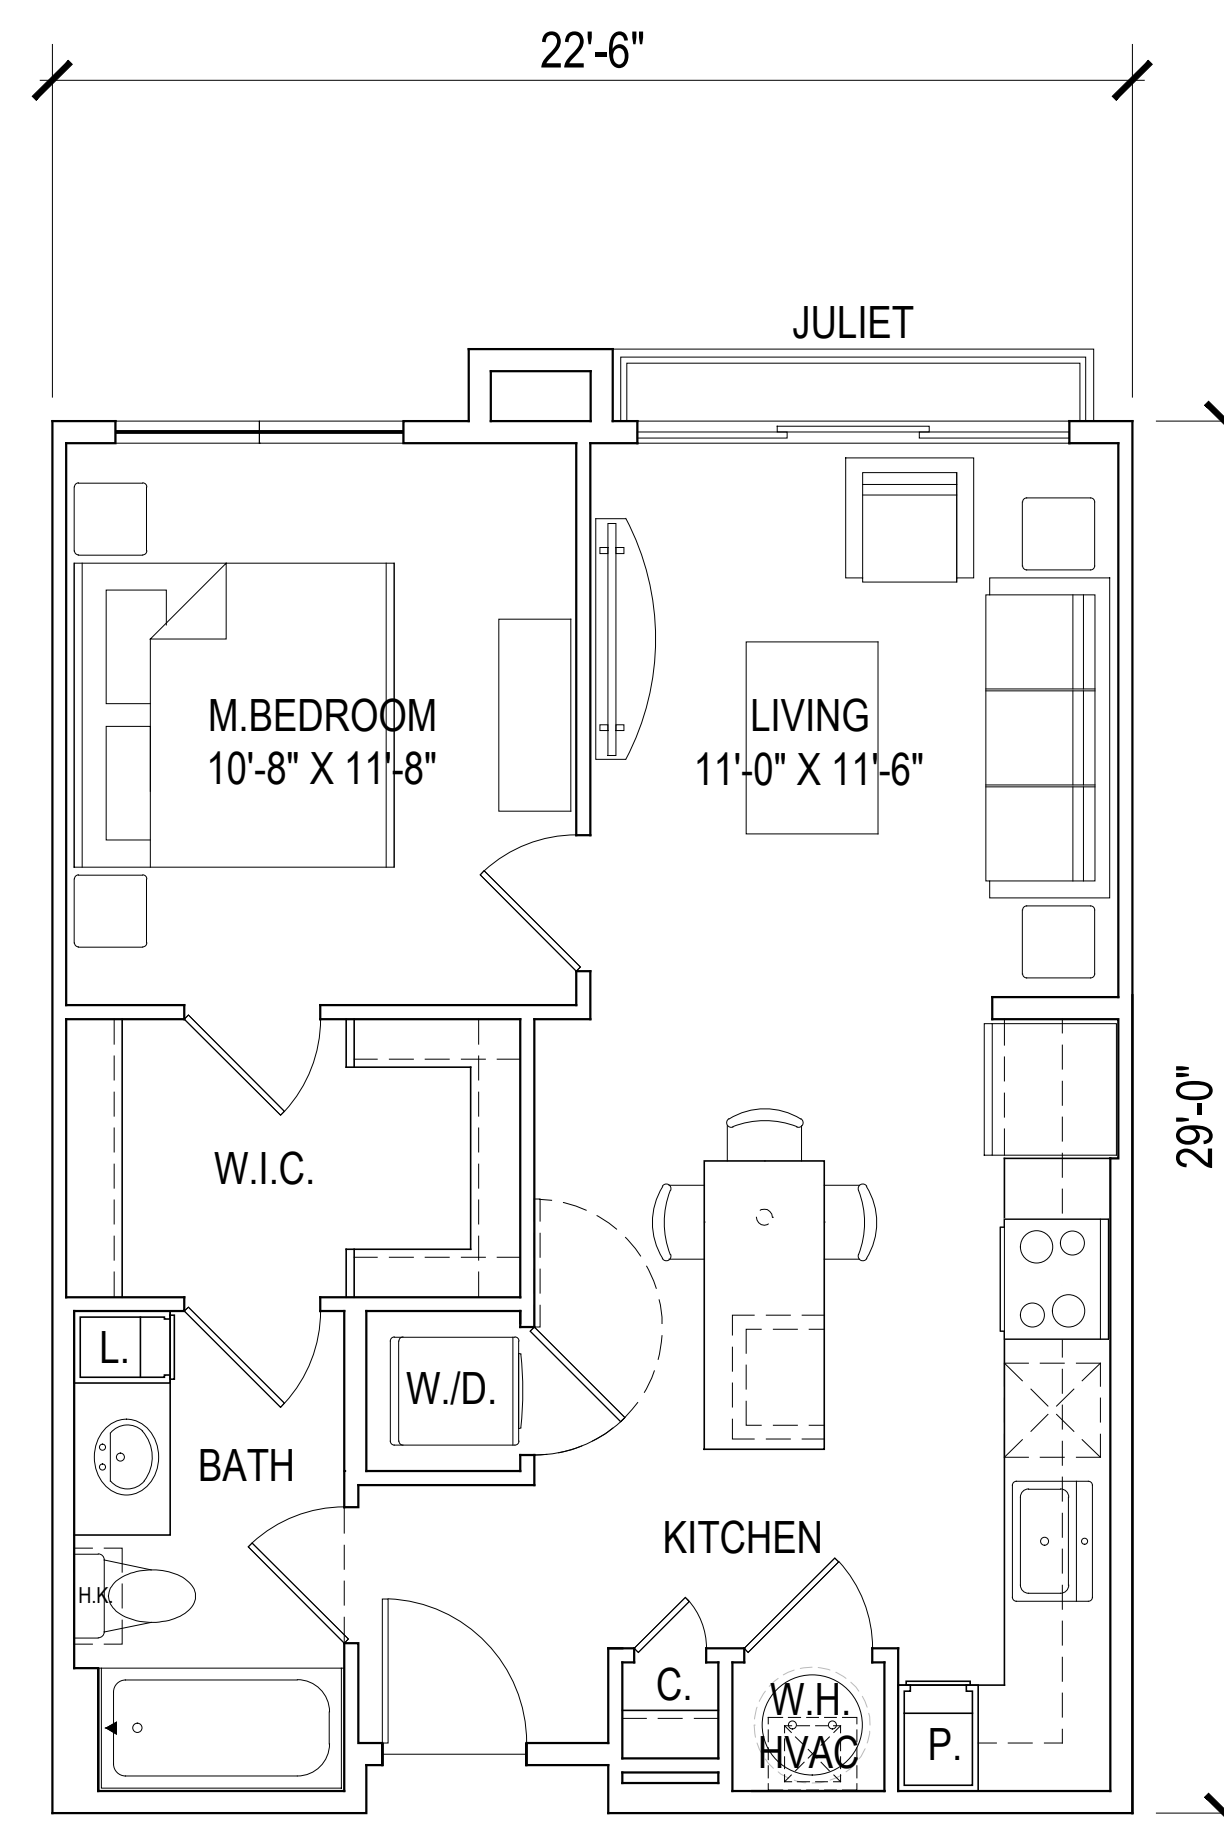 22'-6"
JULIET
M.BEDROOM
10'-8" X 11'-8"
LIVING
11'-0" X 11'-6"
29'-0"
W.I.C.
L.
W./D.
BATH
KITCHEN
H.K.
C.
W.H.
HVAC
P.